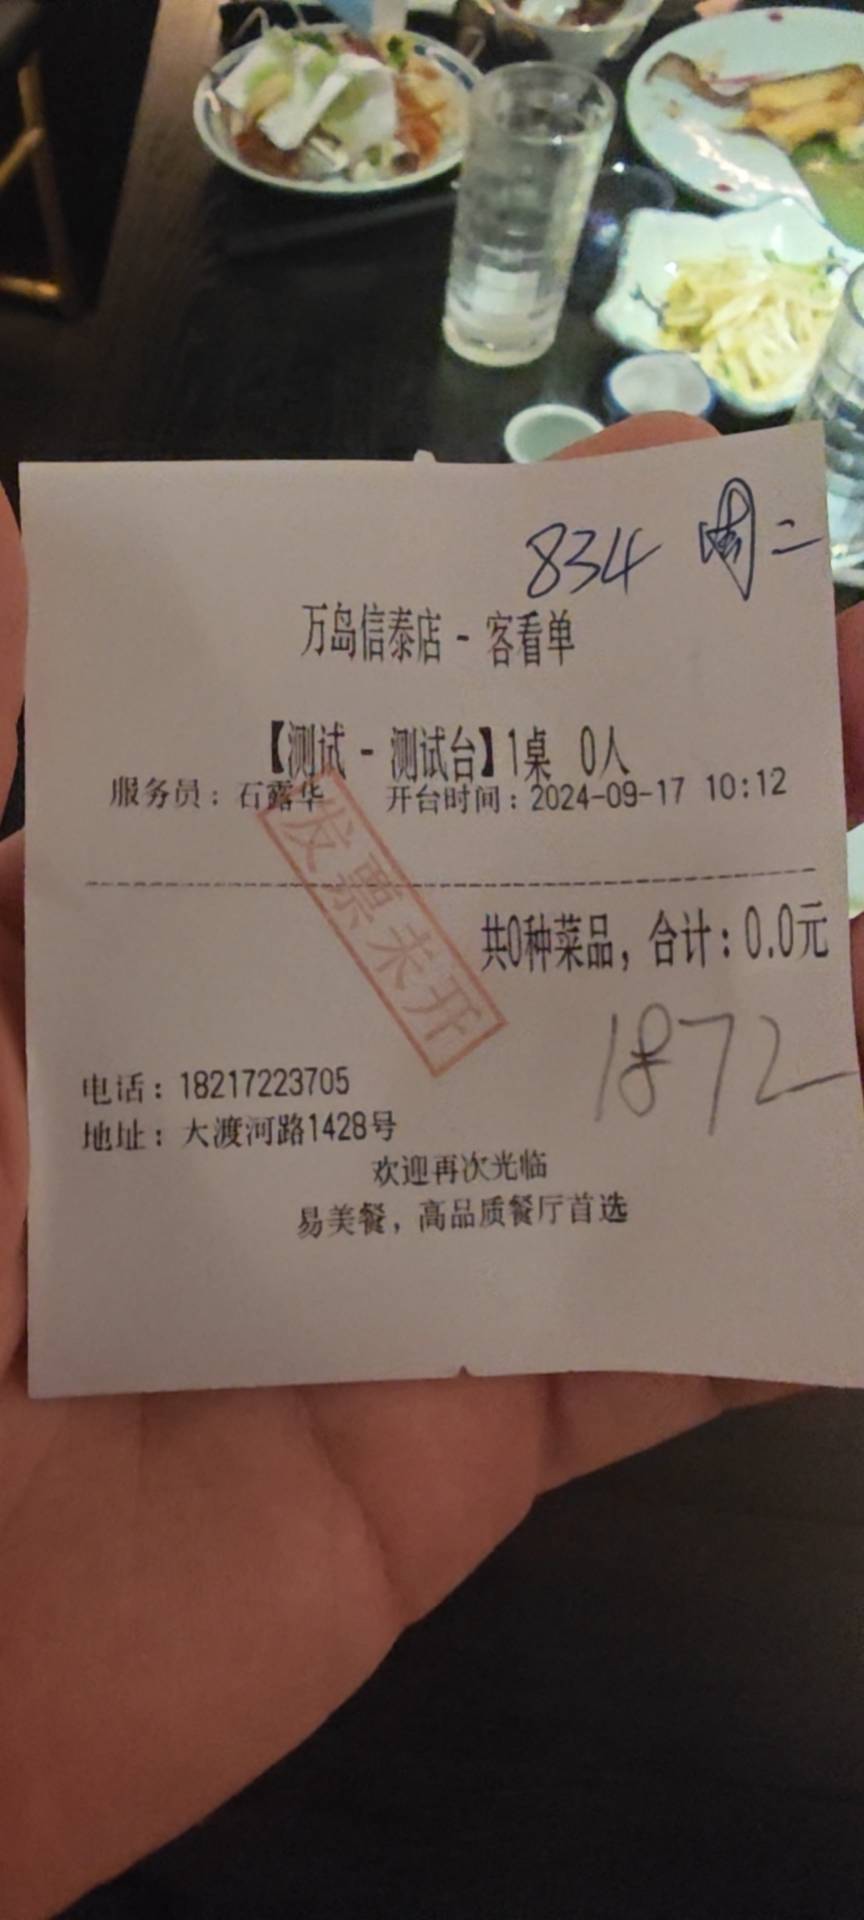 834 周二
万岛信泰店 - 客看单
【测试 - 测试台】1桌 0人
服务员：石露华 开台时间：2024-09-17 10:12
共0种菜品，合计：0.0元
发票未开
1872
电话：18217223705
地址：大渡河路1428号
欢迎再次光临
易美餐，高品质餐厅首选